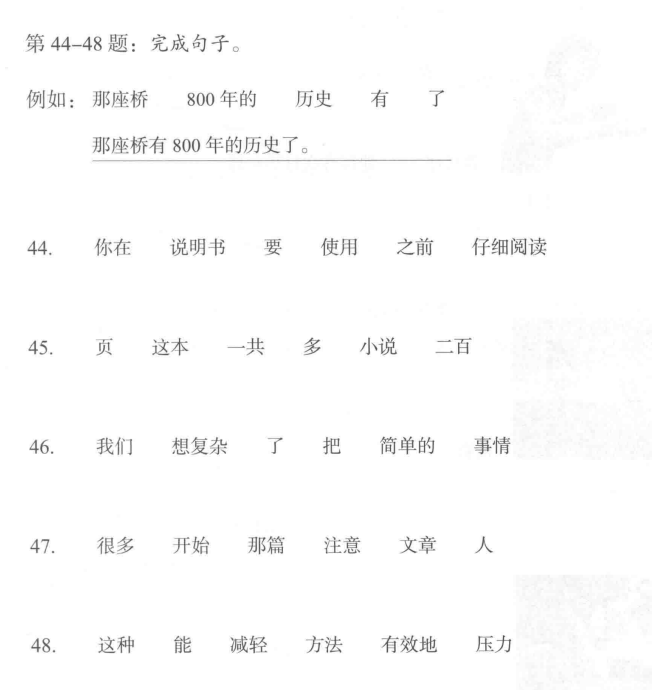 第 44–48 题：完成句子。
例如： 那座桥 800 年的 历史 有 了
那座桥有 800 年的历史了。
44. 你在 说明书 要 使用 之前 仔细阅读
45. 页 这本 一共 多 小说 二百
46. 我们 想复杂 了 把 简单的 事情
47. 很多 开始 那篇 注意 文章 人
48. 这种 能 减轻 方法 有效地 压力